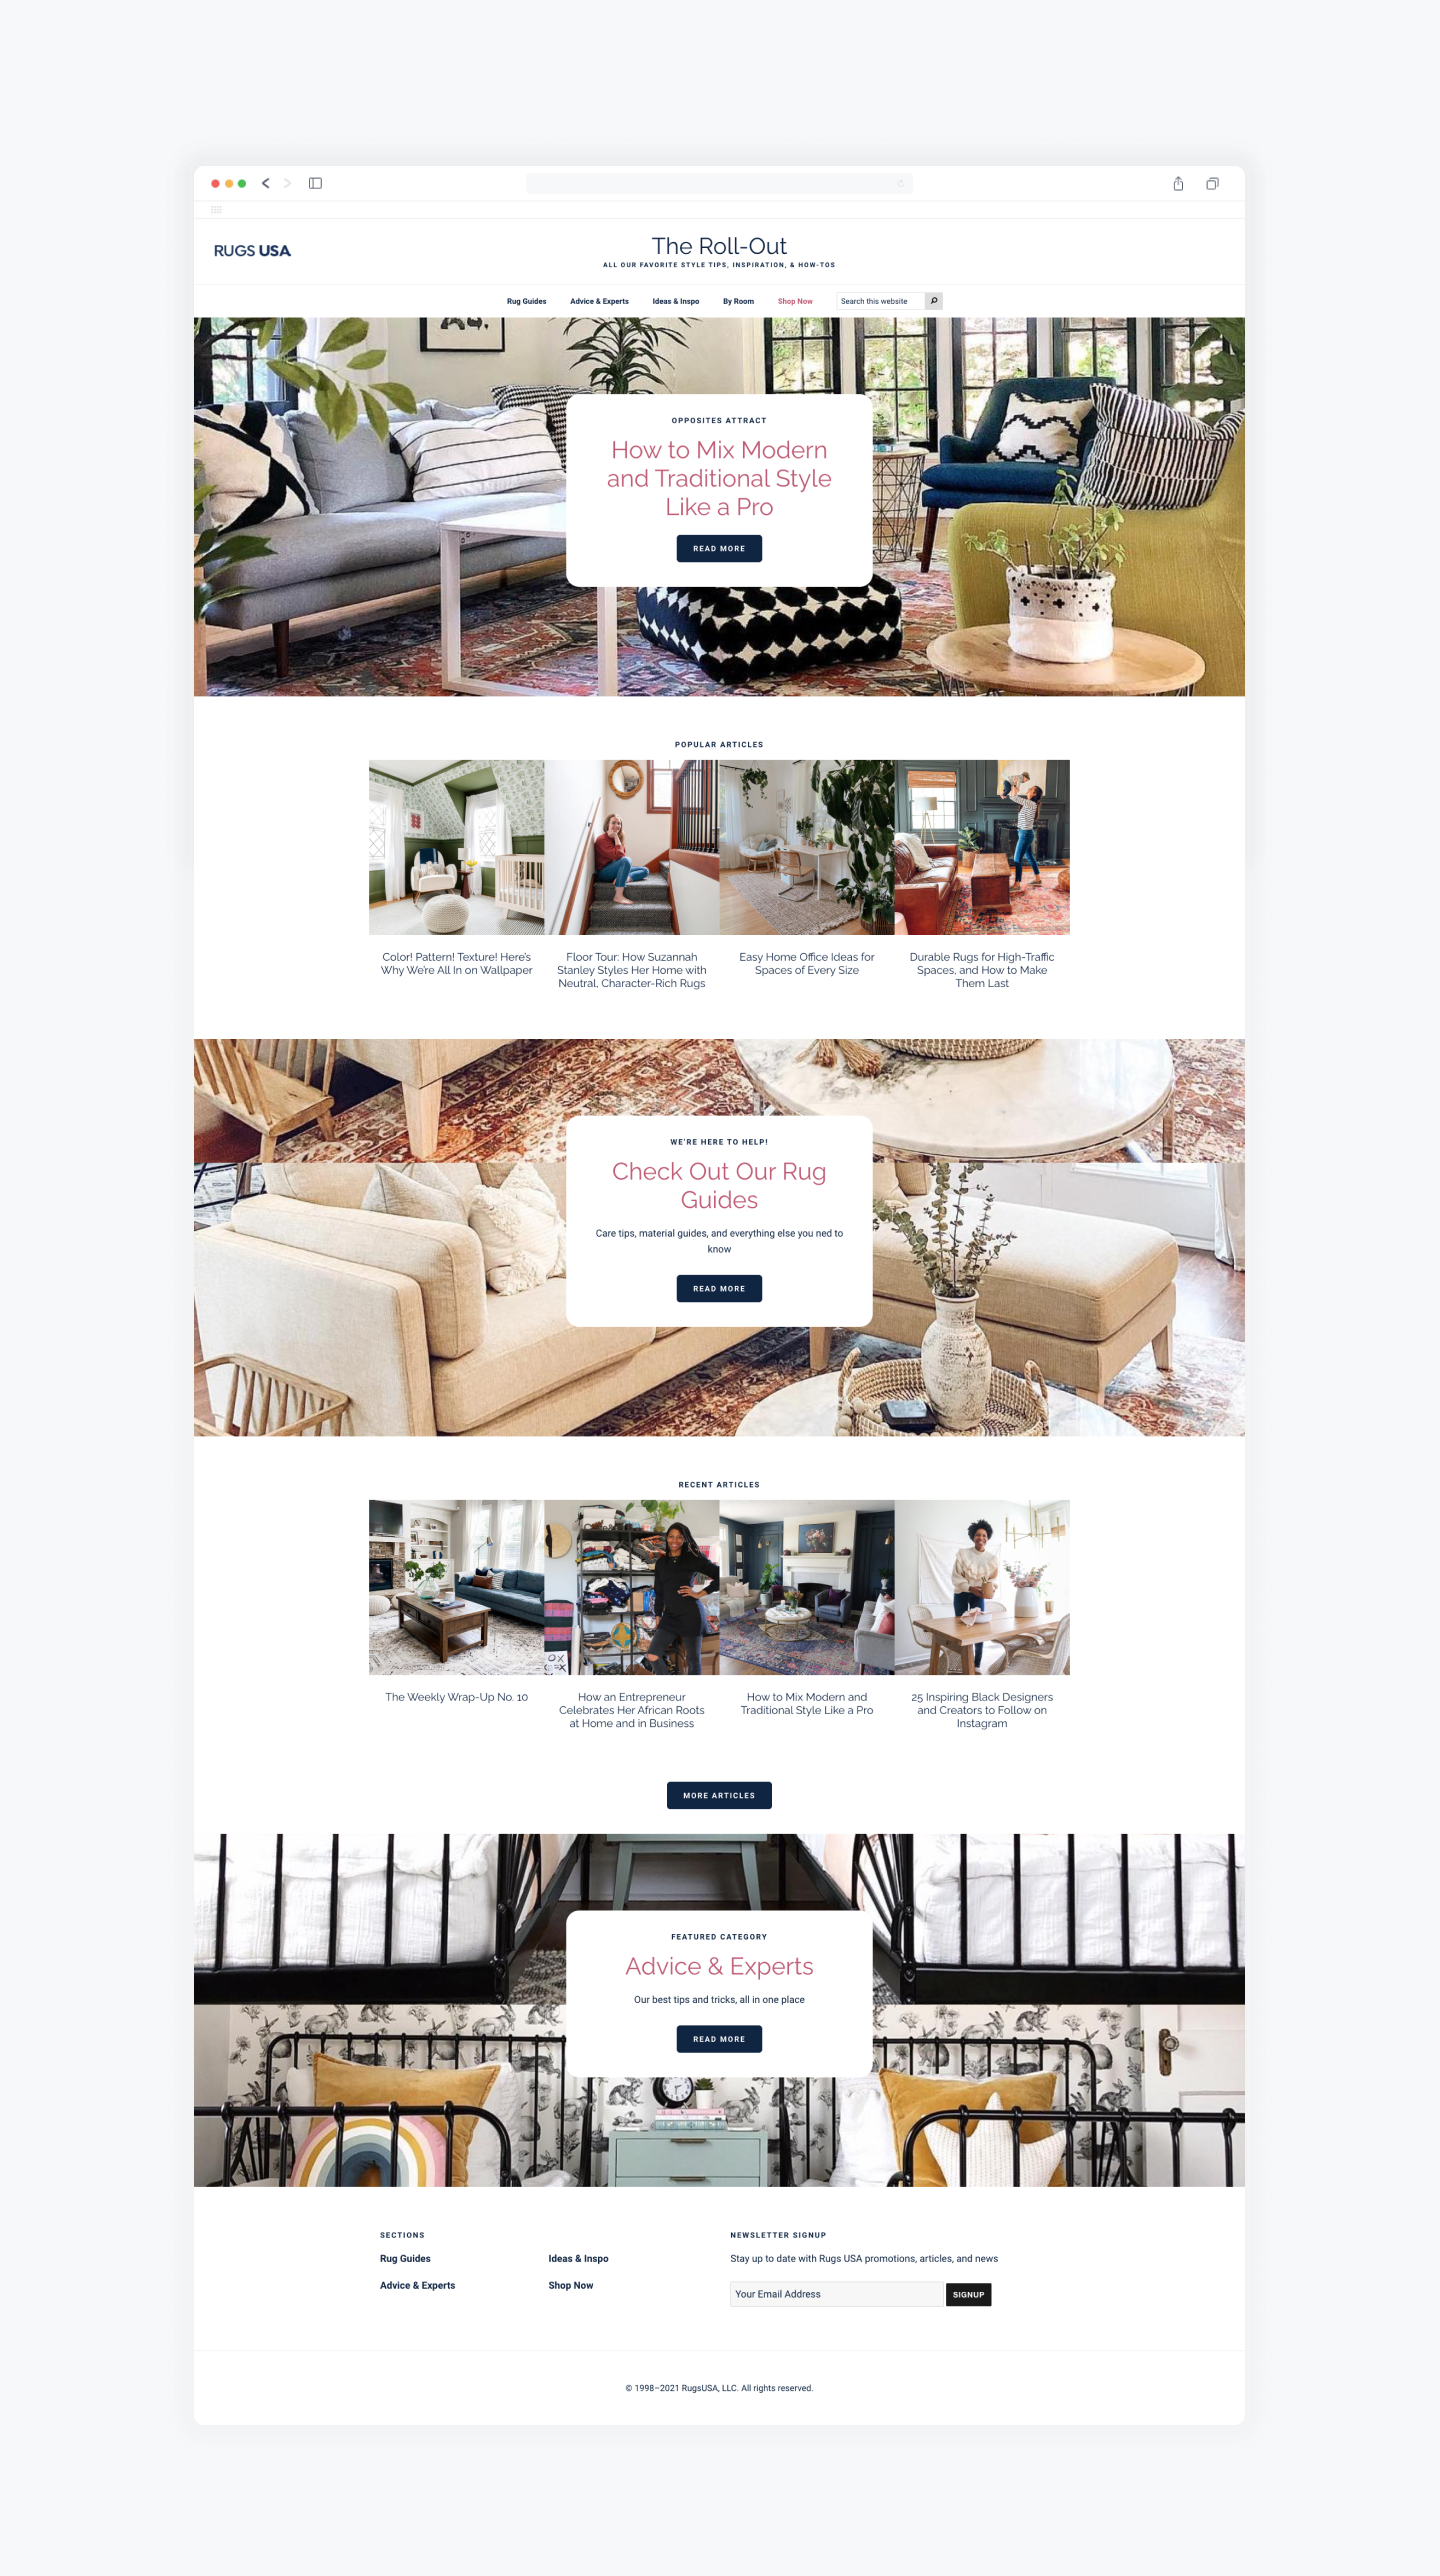 RUGS USA
The Roll-Out
ALL OUR FAVORITE STYLE TIPS, INSPIRATION, & HOW-TOS
Rug Guides
Advice & Experts
Ideas & Inspo
By Room
Shop Now
Search this website
OPPOSITES ATTRACT
How to Mix Modern
and Traditional Style
Like a Pro
READ MORE
POPULAR ARTICLES
Color! Pattern! Texture! Here's
Why We're All In on Wallpaper
Floor Tour: How Suzannah
Stanley Styles Her Home with
Neutral, Character-Rich Rugs
Easy Home Office Ideas for
Spaces of Every Size
Durable Rugs for High-Traffic
Spaces, and How to Make
Them Last
WE'RE HERE TO HELP!
Check Out Our Rug
Guides
Care tips, material guides, and everything else you ned to
know
READ MORE
RECENT ARTICLES
The Weekly Wrap-Up No. 10
How an Entrepreneur
Celebrates Her African Roots
at Home and in Business
How to Mix Modern and
Traditional Style Like a Pro
25 Inspiring Black Designers
and Creators to Follow on
Instagram
MORE ARTICLES
FEATURED CATEGORY
Advice & Experts
Our best tips and tricks, all in one place
READ MORE
SECTIONS
Rug Guides
Ideas & Inspo
Advice & Experts
Shop Now
NEWSLETTER SIGNUP
Stay up to date with Rugs USA promotions, articles, and news
Your Email Address
SIGNUP
© 1998–2021 RugsUSA, LLC. All rights reserved.